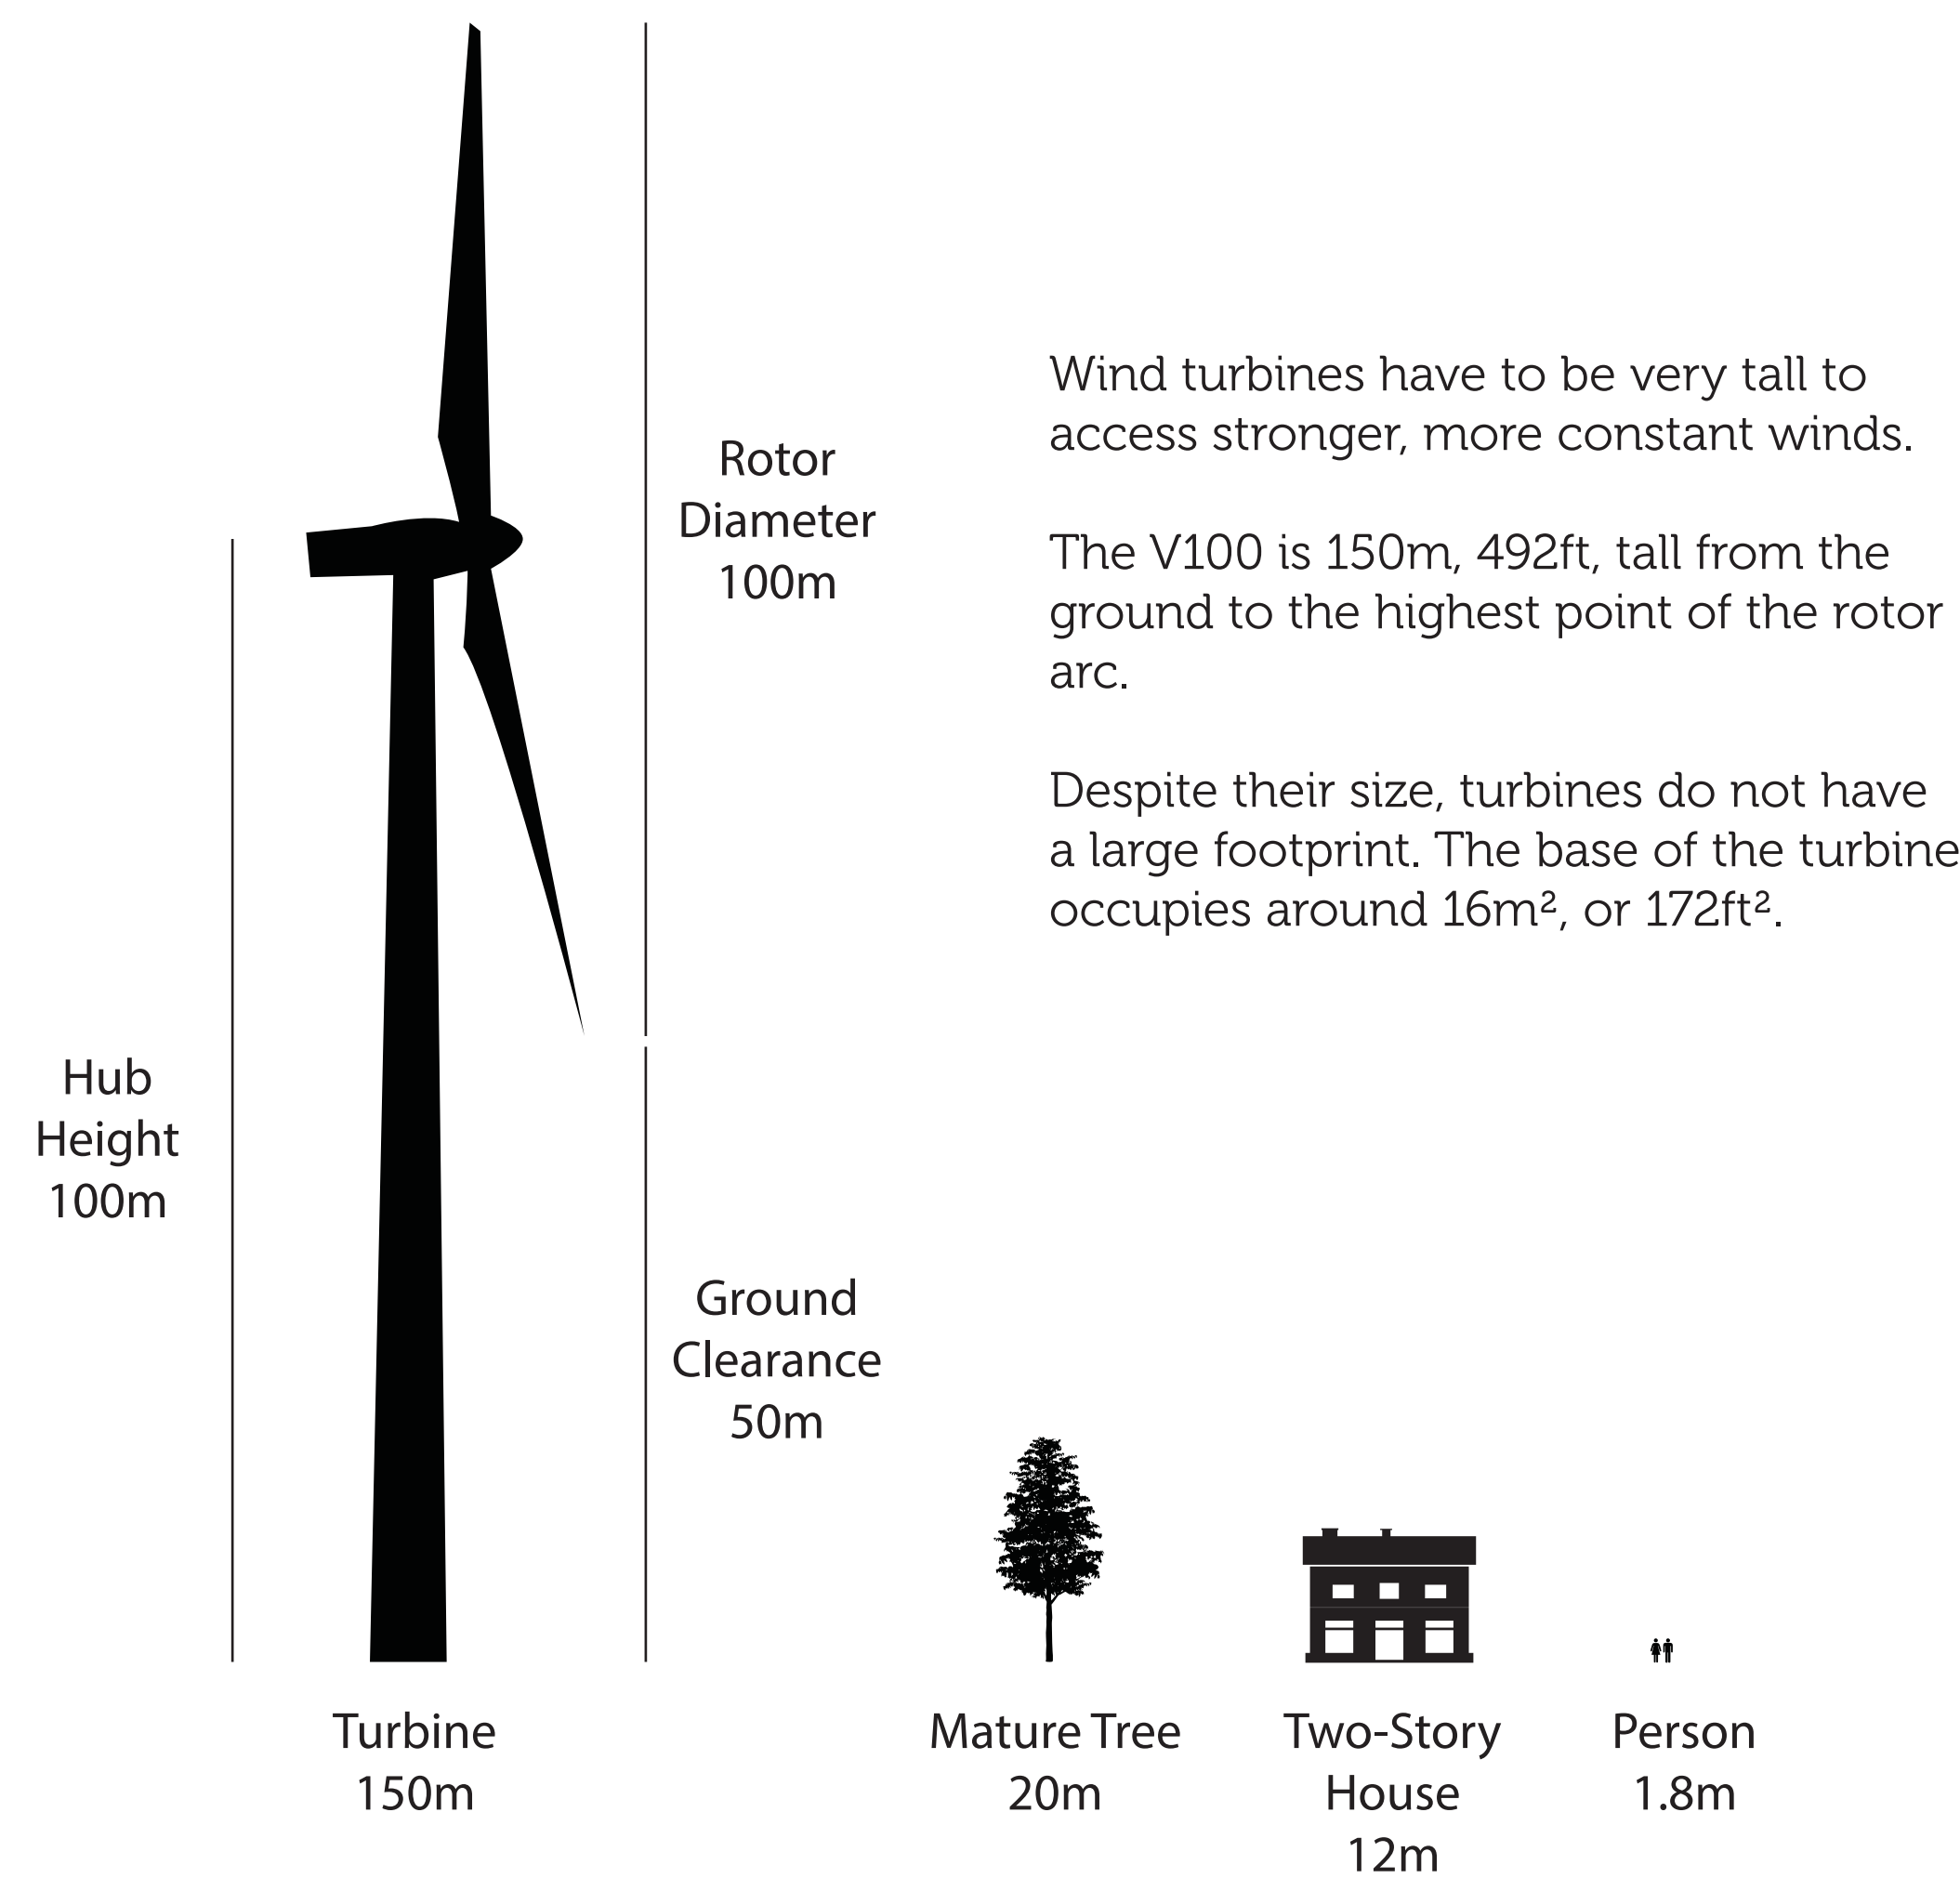 Wind turbines have to be very tall to
access stronger, more constant winds.
The V100 is 150m, 492ft, tall from the
ground to the highest point of the rotor
arc.
Despite their size, turbines do not have
a large footprint. The base of the turbine
occupies around 16m², or 172ft².
Rotor
Diameter
100m
Hub
Height
100m
Ground
Clearance
50m
Turbine
150m
Mature Tree
20m
Two-Story
House
12m
Person
1.8m